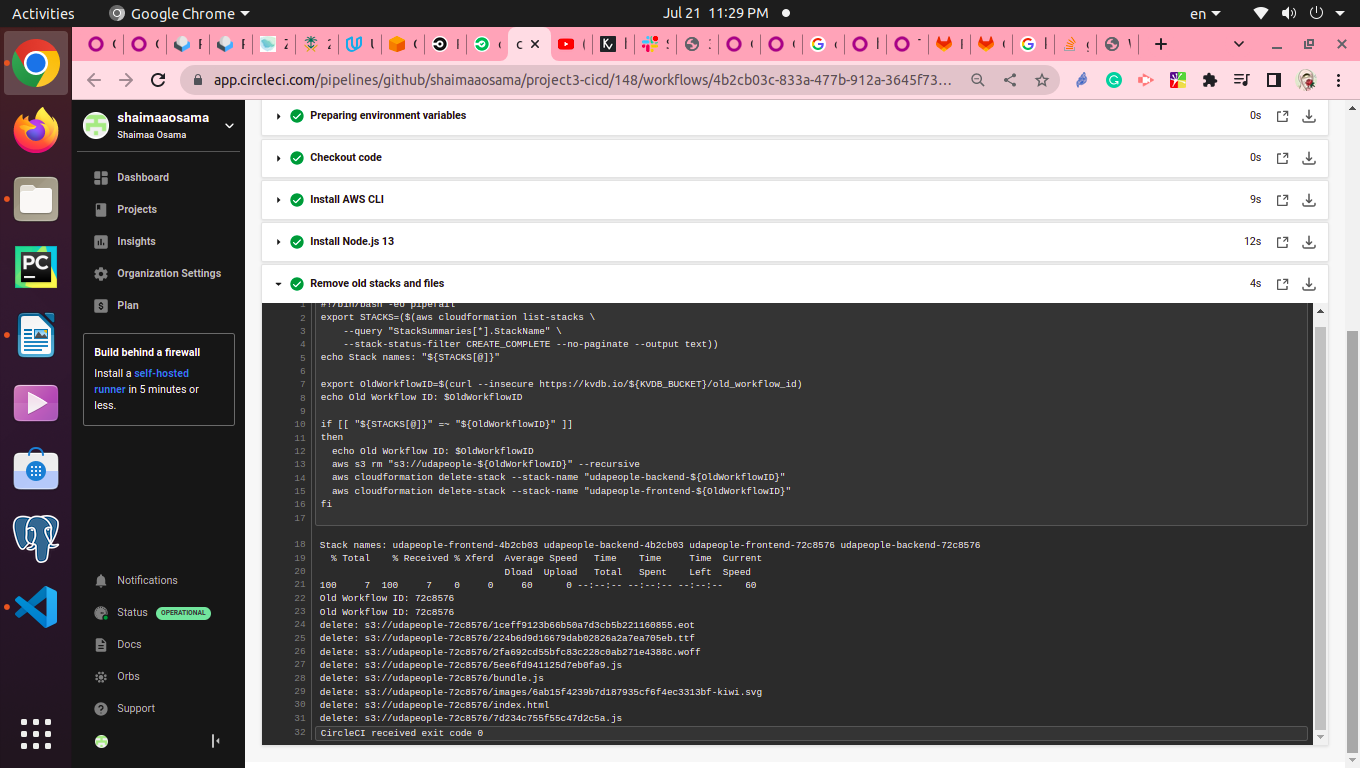 Activities
Google Chrome
Jul 21 11:29 PM
en
app.circleci.com/pipelines/github/shaimaaosama/project3-cicd/148/workflows/4b2cb03c-833a-477b-912a-3645f73...
shaimaaosama
Shaimaa Osama
Dashboard
Projects
Insights
Organization Settings
Plan
Build behind a firewall
Install a self-hosted
runner in 5 minutes or
less.
Notifications
Status OPERATIONAL
Docs
Orbs
Support
Preparing environment variables 0s
Checkout code 0s
Install AWS CLI 9s
Install Node.js 13 12s
Remove old stacks and files 4s
1 #!/bin/bash -eo pipefail
2 export STACKS=($(aws cloudformation list-stacks \
3 --query "StackSummaries[*].StackName" \
4 --stack-status-filter CREATE_COMPLETE --no-paginate --output text))
5 echo Stack names: "${STACKS[@]}"
6
7 export OldWorkflowID=$(curl --insecure https://kvdb.io/${KVDB_BUCKET}/old_workflow_id)
8 echo Old Workflow ID: $OldWorkflowID
9
10 if [[ "${STACKS[@]}" =~ "${OldWorkflowID}" ]]
11 then
12 echo Old Workflow ID: $OldWorkflowID
13 aws s3 rm "s3://udapeople-${OldWorkflowID}" --recursive
14 aws cloudformation delete-stack --stack-name "udapeople-backend-${OldWorkflowID}"
15 aws cloudformation delete-stack --stack-name "udapeople-frontend-${OldWorkflowID}"
16 fi
17
18 Stack names: udapeople-frontend-4b2cb03 udapeople-backend-4b2cb03 udapeople-frontend-72c8576 udapeople-backend-72c8576
19 % Total % Received % Xferd Average Speed Time Time Time Current
20 Dload Upload Total Spent Left Speed
21 100 7 100 7 0 0 60 0 --:--:-- --:--:-- --:--:-- 60
22 Old Workflow ID: 72c8576
23 Old Workflow ID: 72c8576
24 delete: s3://udapeople-72c8576/1ceff9123b66b50a7d3cb5b221160855.eot
25 delete: s3://udapeople-72c8576/224b6d9d16679dab02826a2a7ea705eb.ttf
26 delete: s3://udapeople-72c8576/2fa692cd55bfc83c228c0ab271e4388c.woff
27 delete: s3://udapeople-72c8576/5ee6fd941125d7eb0fa9.js
28 delete: s3://udapeople-72c8576/bundle.js
29 delete: s3://udapeople-72c8576/images/6ab15f4239b7d187935cf6f4ec3313bf-kiwi.svg
30 delete: s3://udapeople-72c8576/index.html
31 delete: s3://udapeople-72c8576/7d234c755f55c47d2c5a.js
32 CircleCI received exit code 0